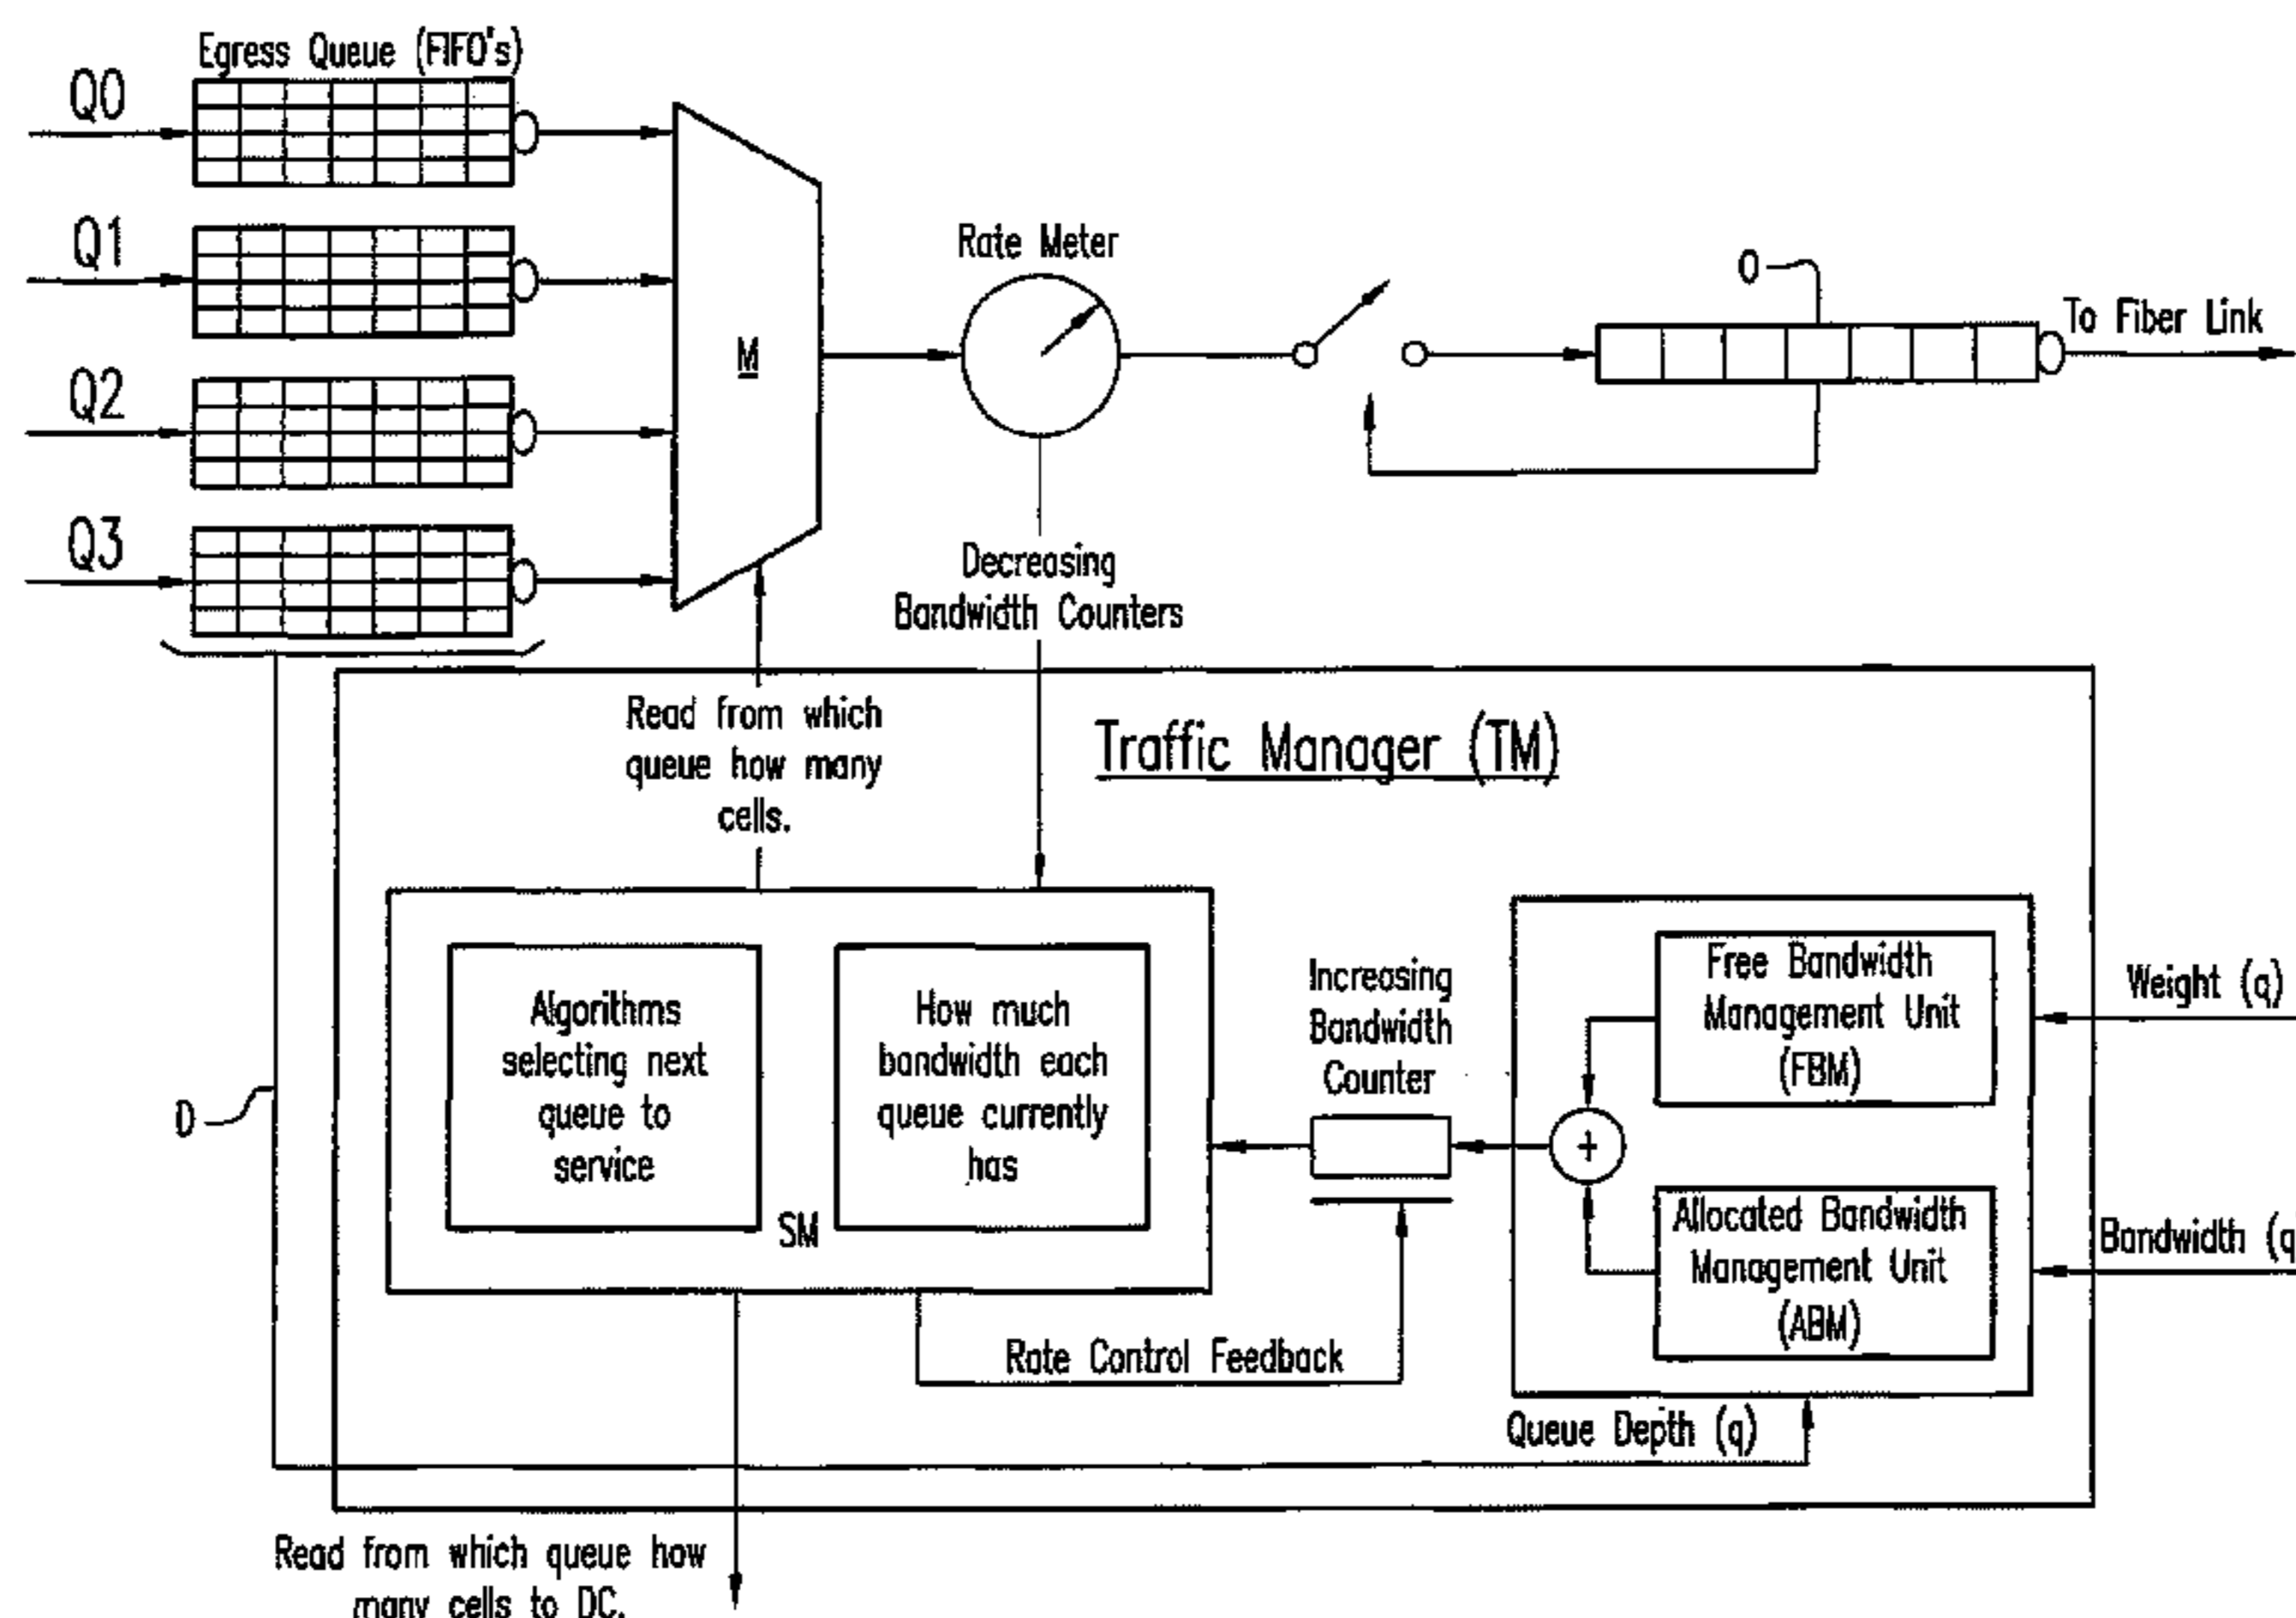 Egress Queue (FIFO's)
Q0
Q1
Q2
Q3
M
Rate Meter
O
To Fiber Link
Decreasing
Bandwidth Counters
Read from which
queue how many
cells.
Traffic Manager (TM)
Algorithms
selecting next
queue to
service
How much
bandwidth each
queue currently
has
SM
Increasing
Bandwidth
Counter
Free Bandwidth
Management Unit
(FBM)
+
Allocated Bandwidth
Management Unit
(ABM)
Weight (q)
Bandwidth (q
D
Rate Control Feedback
Queue Depth (q)
Read from which queue how
many cells to DC.